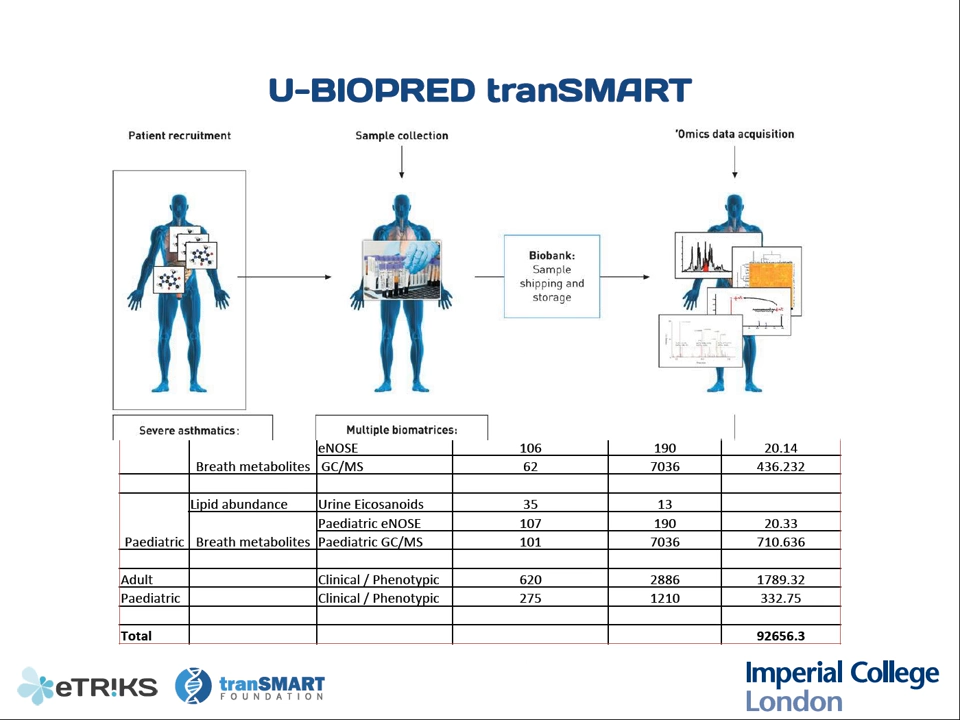 U-BIOPRED tranSMART
Patient recruitment
Sample collection
'Omics data acquisition
Biobank:
Sample
shipping and
storage
Severe asthmatics:
Multiple biomatrices:
eNOSE 106 190 20.14
Breath metabolites GC/MS 62 7036 436.232
Lipid abundance Urine Eicosanoids 35 13
Paediatric eNOSE 107 190 20.33
Paediatric Breath metabolites Paediatric GC/MS 101 7036 710.636
Adult Clinical / Phenotypic 620 2886 1789.32
Paediatric Clinical / Phenotypic 275 1210 332.75
Total 92656.3
eTRIKS
tranSMART
FOUNDATION
Imperial College
London